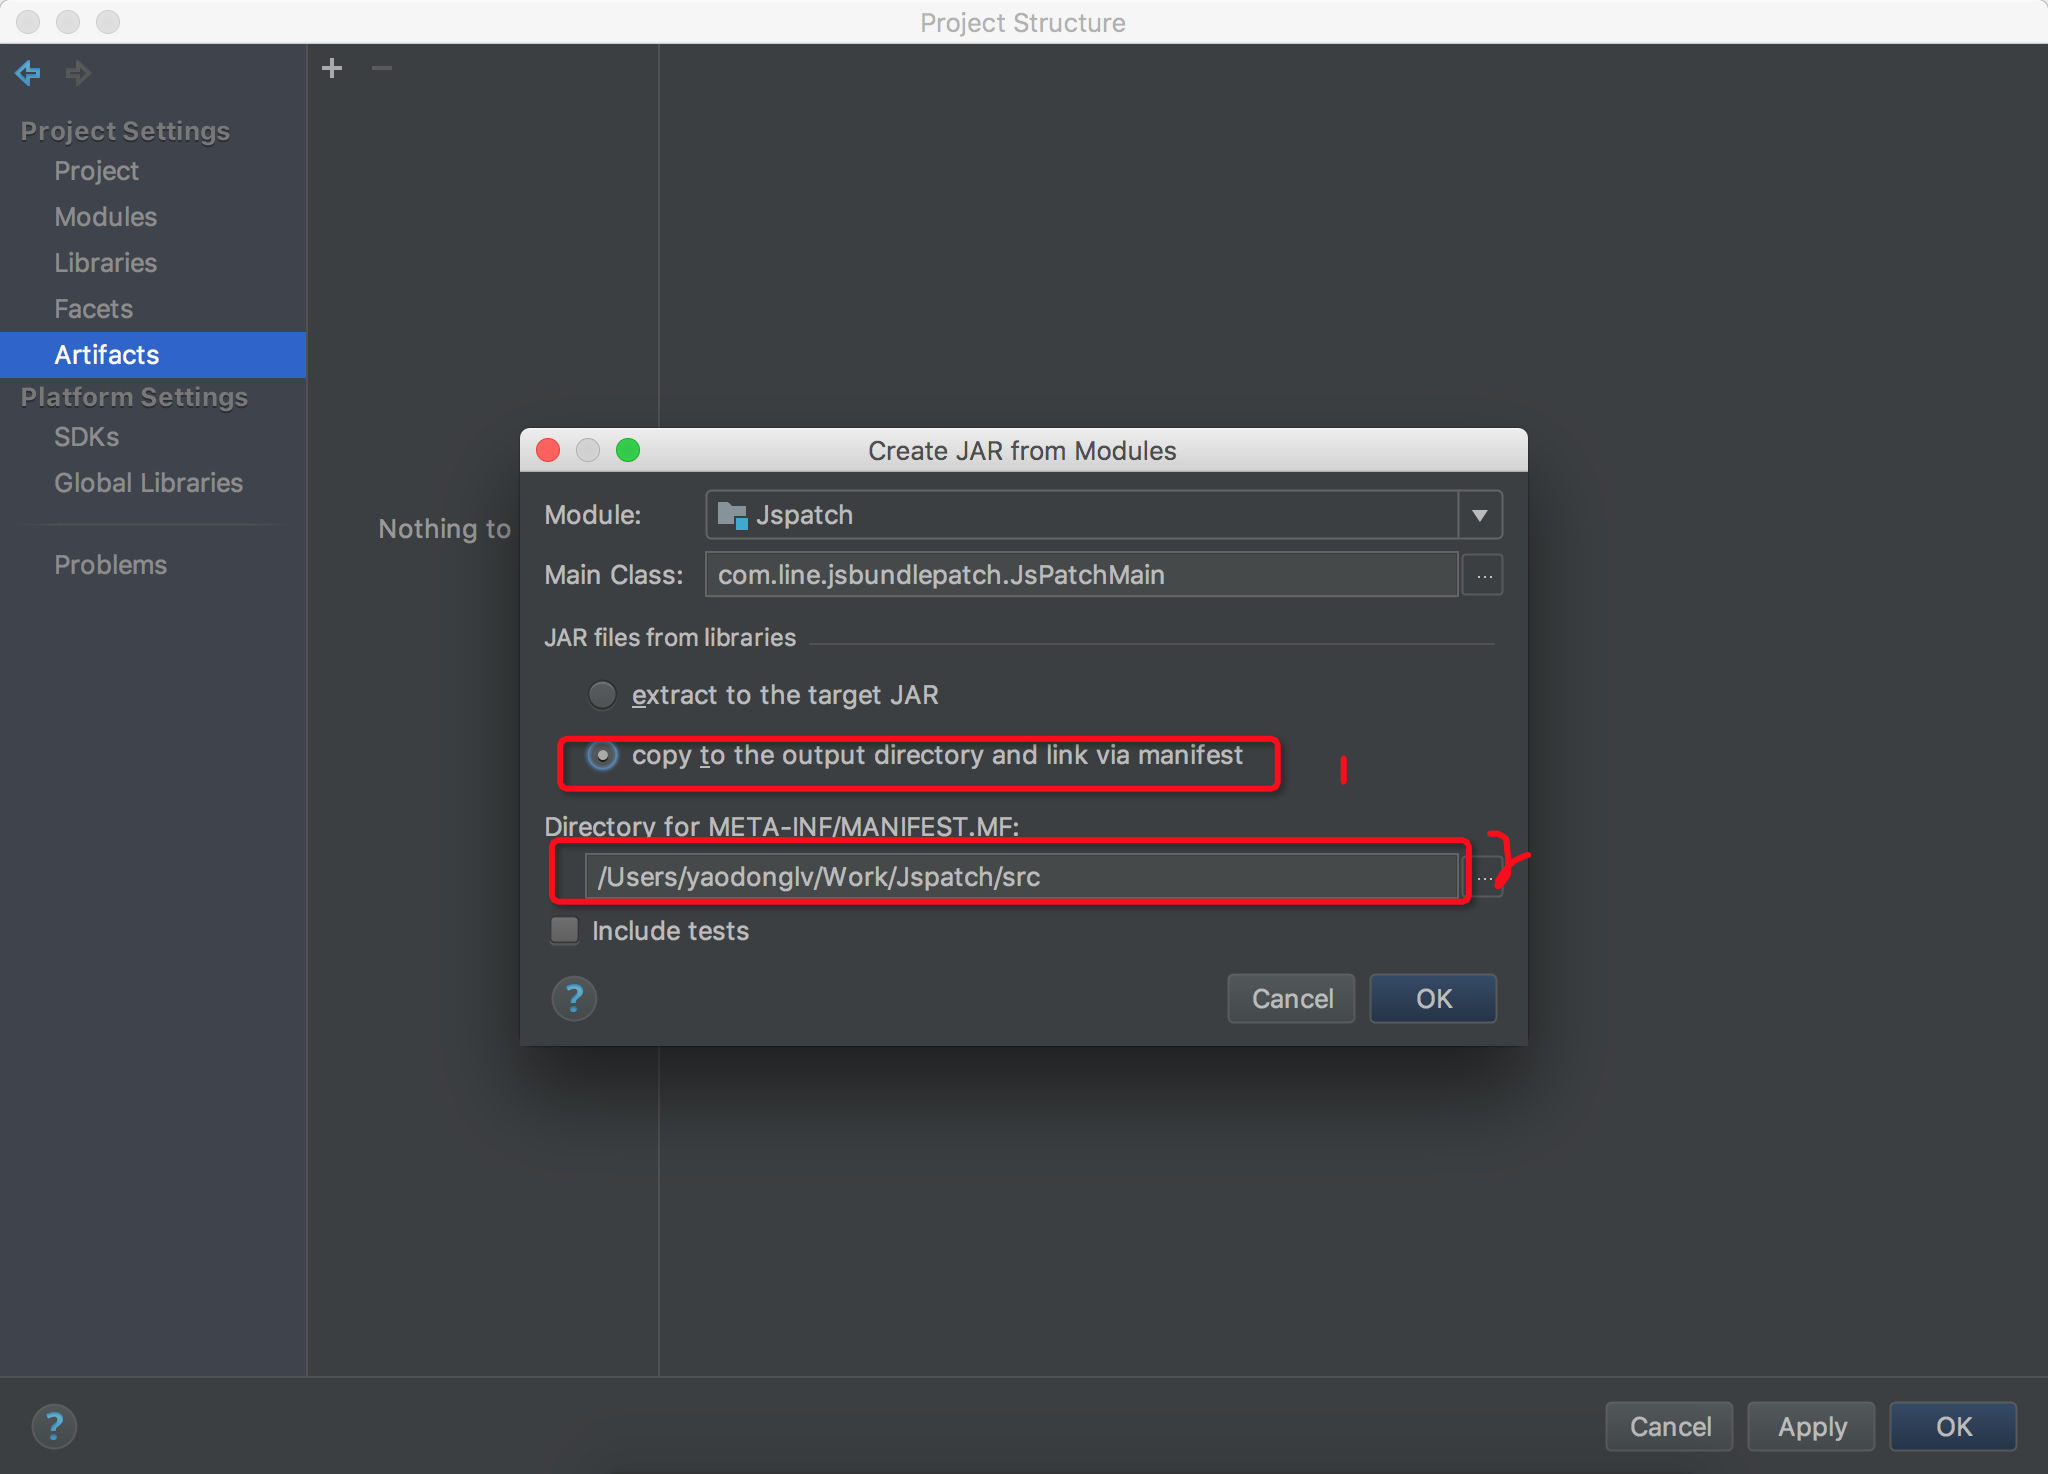 Project Structure
Project Settings
Project
Modules
Libraries
Facets
Artifacts
Platform Settings
SDKs
Global Libraries
Problems
Nothing to
Create JAR from Modules
Module: Jspatch
Main Class: com.line.jsbundlepatch.JsPatchMain ...
JAR files from libraries
extract to the target JAR
copy to the output directory and link via manifest
Directory for META-INF/MANIFEST.MF:
/Users/yaodonglv/Work/Jspatch/src ...
Include tests
? Cancel OK
? Cancel Apply OK